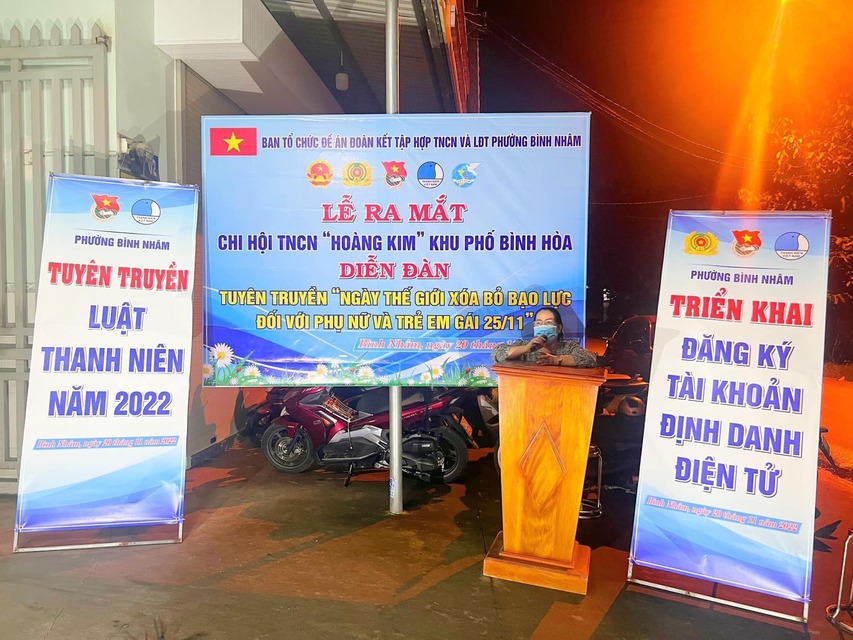 PHƯỜNG BÌNH NHÂM
TUYÊN TRUYỀN
LUẬT
THANH NIÊN
NĂM 2022
Bình Nhâm, ngày 20 tháng 11 năm 2022
BAN TỔ CHỨC ĐỀ ÁN ĐOÀN KẾT TẬP HỢP TNCN VÀ LĐT PHƯỜNG BÌNH NHÂM
LỄ RA MẮT
CHI HỘI TNCN "HOÀNG KIM" KHU PHỐ BÌNH HÒA
DIỄN ĐÀN
TUYÊN TRUYỀN "NGÀY THẾ GIỚI XÓA BỎ BẠO LỰC
ĐỐI VỚI PHỤ NỮ VÀ TRẺ EM GÁI 25/11"
Bình Nhâm, ngày 20 tháng
PHƯỜNG BÌNH NHÂM
TRIỂN KHAI
ĐĂNG KÝ
TÀI KHOẢN
ĐỊNH DANH
ĐIỆN TỬ
Bình Nhâm, ngày 20 tháng 11 năm 2022